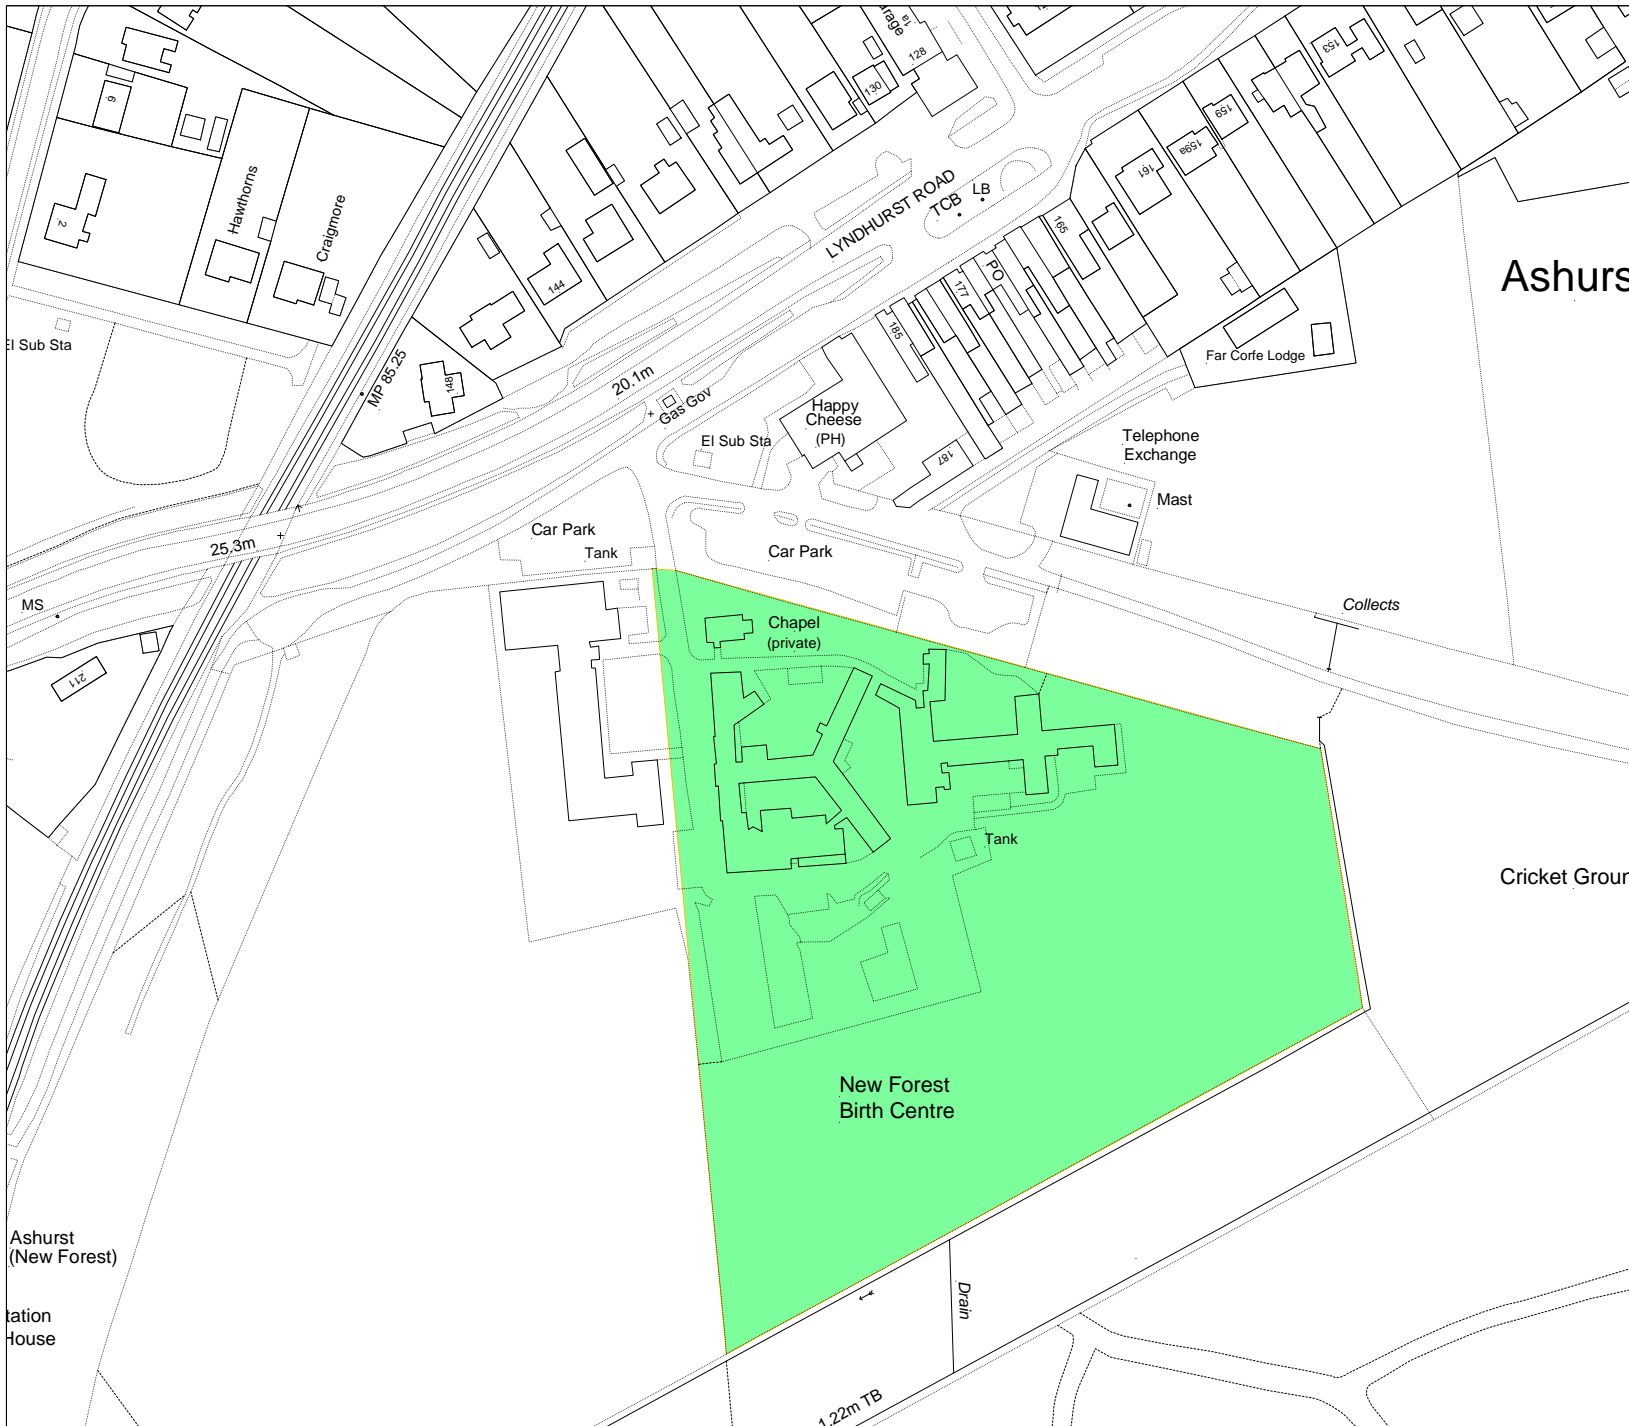 128
130
153
159
159a
161
6
2
Hawthorns
Craigmore
LYNDHURST ROAD
TCB
LB
165
PO
177
185
144
148
MP 85.25
20.1m
Gas Gov
El Sub Sta
El Sub Sta
Happy
Cheese
(PH)
187
Far Corfe Lodge
Ashurs
Telephone
Exchange
Mast
25.3m
Car Park
Tank
Car Park
MS
211
Collects
Chapel
(private)
Tank
Cricket Groun
New Forest
Birth Centre
Ashurst
(New Forest)
tation
House
Drain
1.22m TB